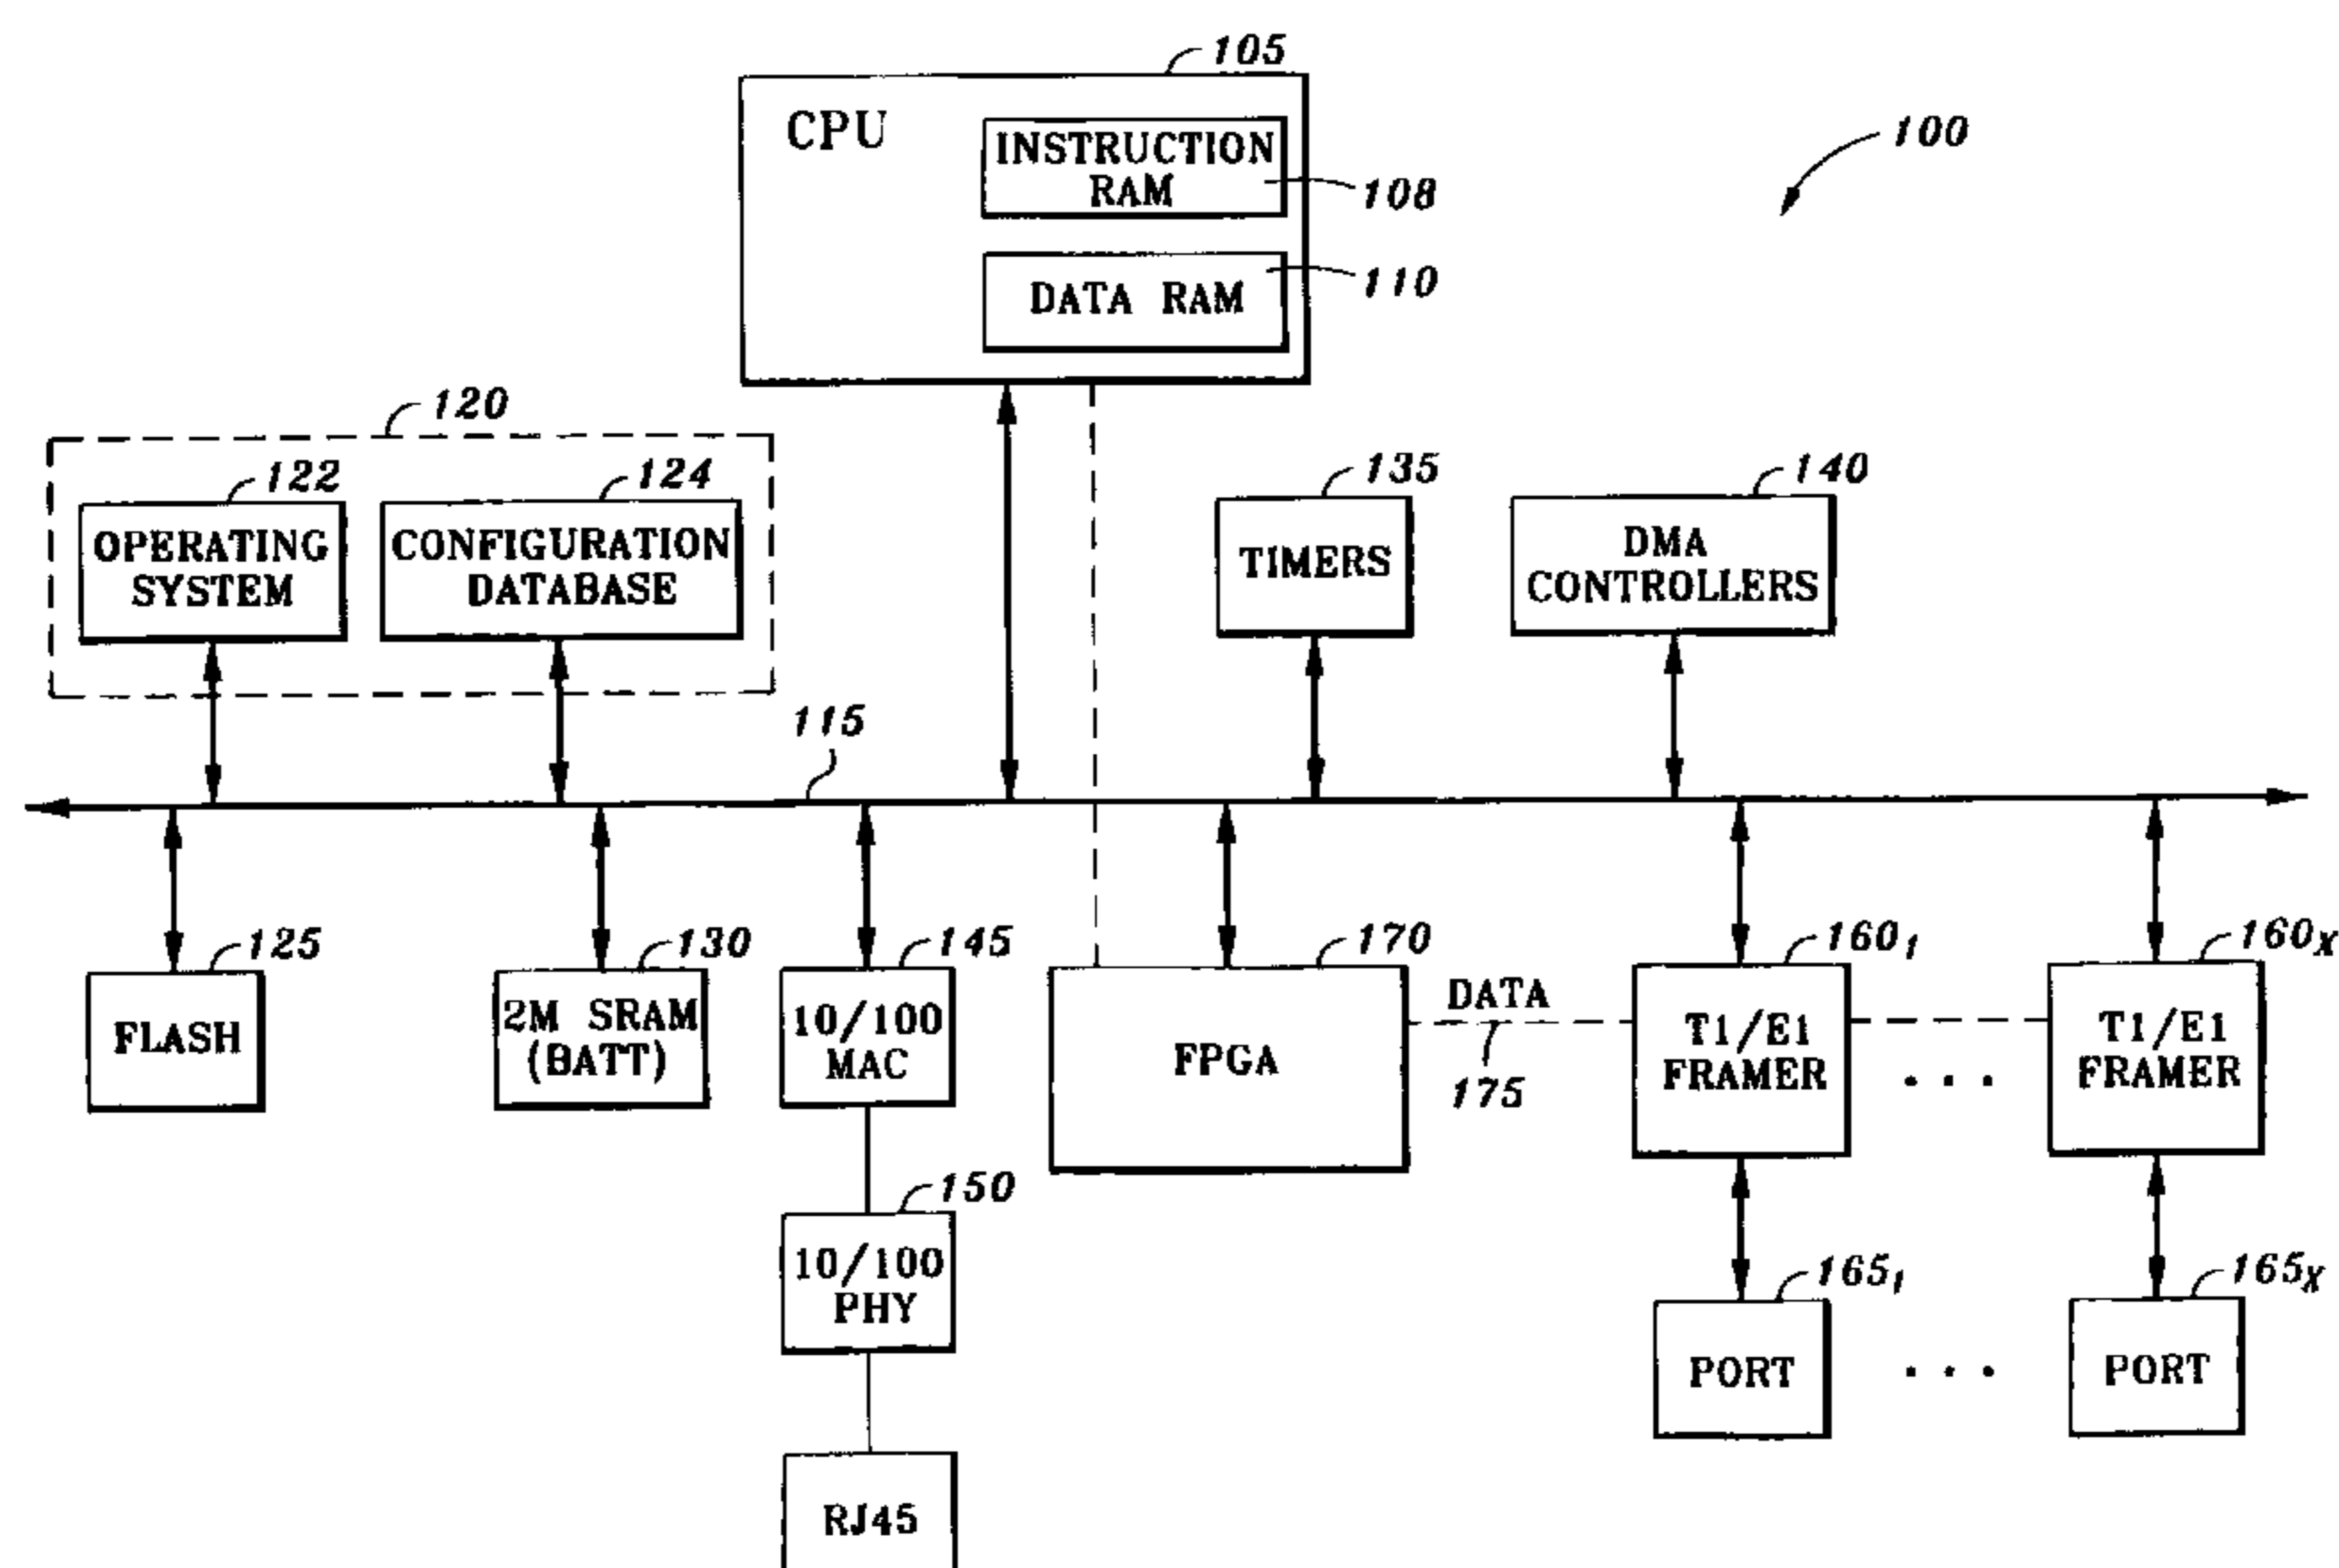 105
CPU
INSTRUCTION
RAM
108
100
DATA RAM
110
120
122
124
135
140
OPERATING
SYSTEM
CONFIGURATION
DATABASE
TIMERS
DMA
CONTROLLERS
115
125
130
145
170
1601
160X
FLASH
2M SRAM
(BATT)
10/100
MAC
FPGA
DATA
175
T1/E1
FRAMER
. . .
T1/E1
FRAMER
150
10/100
PHY
1651
165X
PORT
. . .
PORT
RJ45